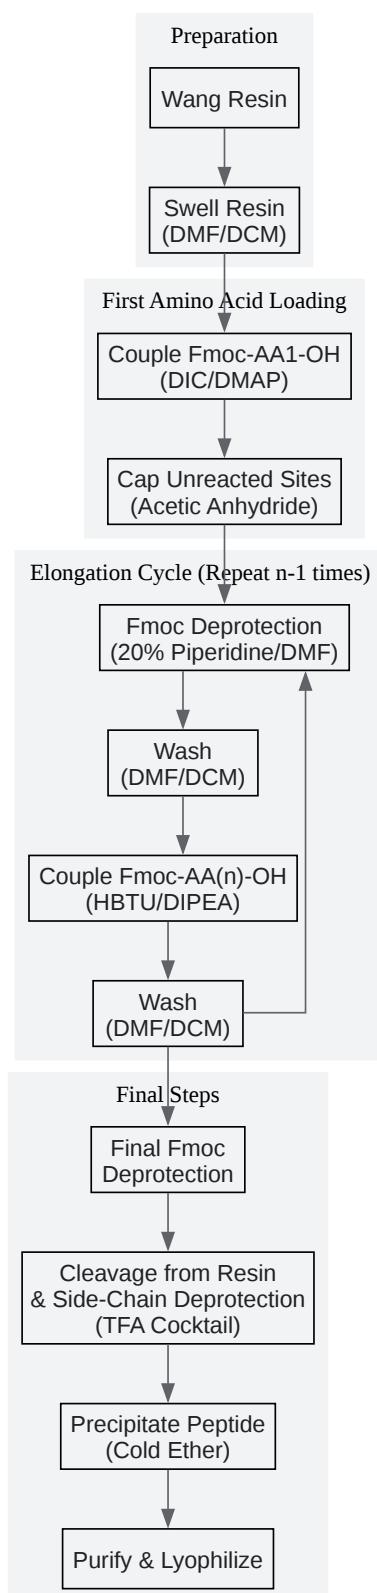 Preparation
Wang Resin
Swell Resin
(DMF/DCM)
First Amino Acid Loading
Couple Fmoc-AA1-OH
(DIC/DMAP)
Cap Unreacted Sites
(Acetic Anhydride)
Elongation Cycle (Repeat n-1 times)
Fmoc Deprotection
(20% Piperidine/DMF)
Wash
(DMF/DCM)
Couple Fmoc-AA(n)-OH
(HBTU/DIPEA)
Wash
(DMF/DCM)
Final Steps
Final Fmoc
Deprotection
Cleavage from Resin
& Side-Chain Deprotection
(TFA Cocktail)
Precipitate Peptide
(Cold Ether)
Purify & Lyophilize